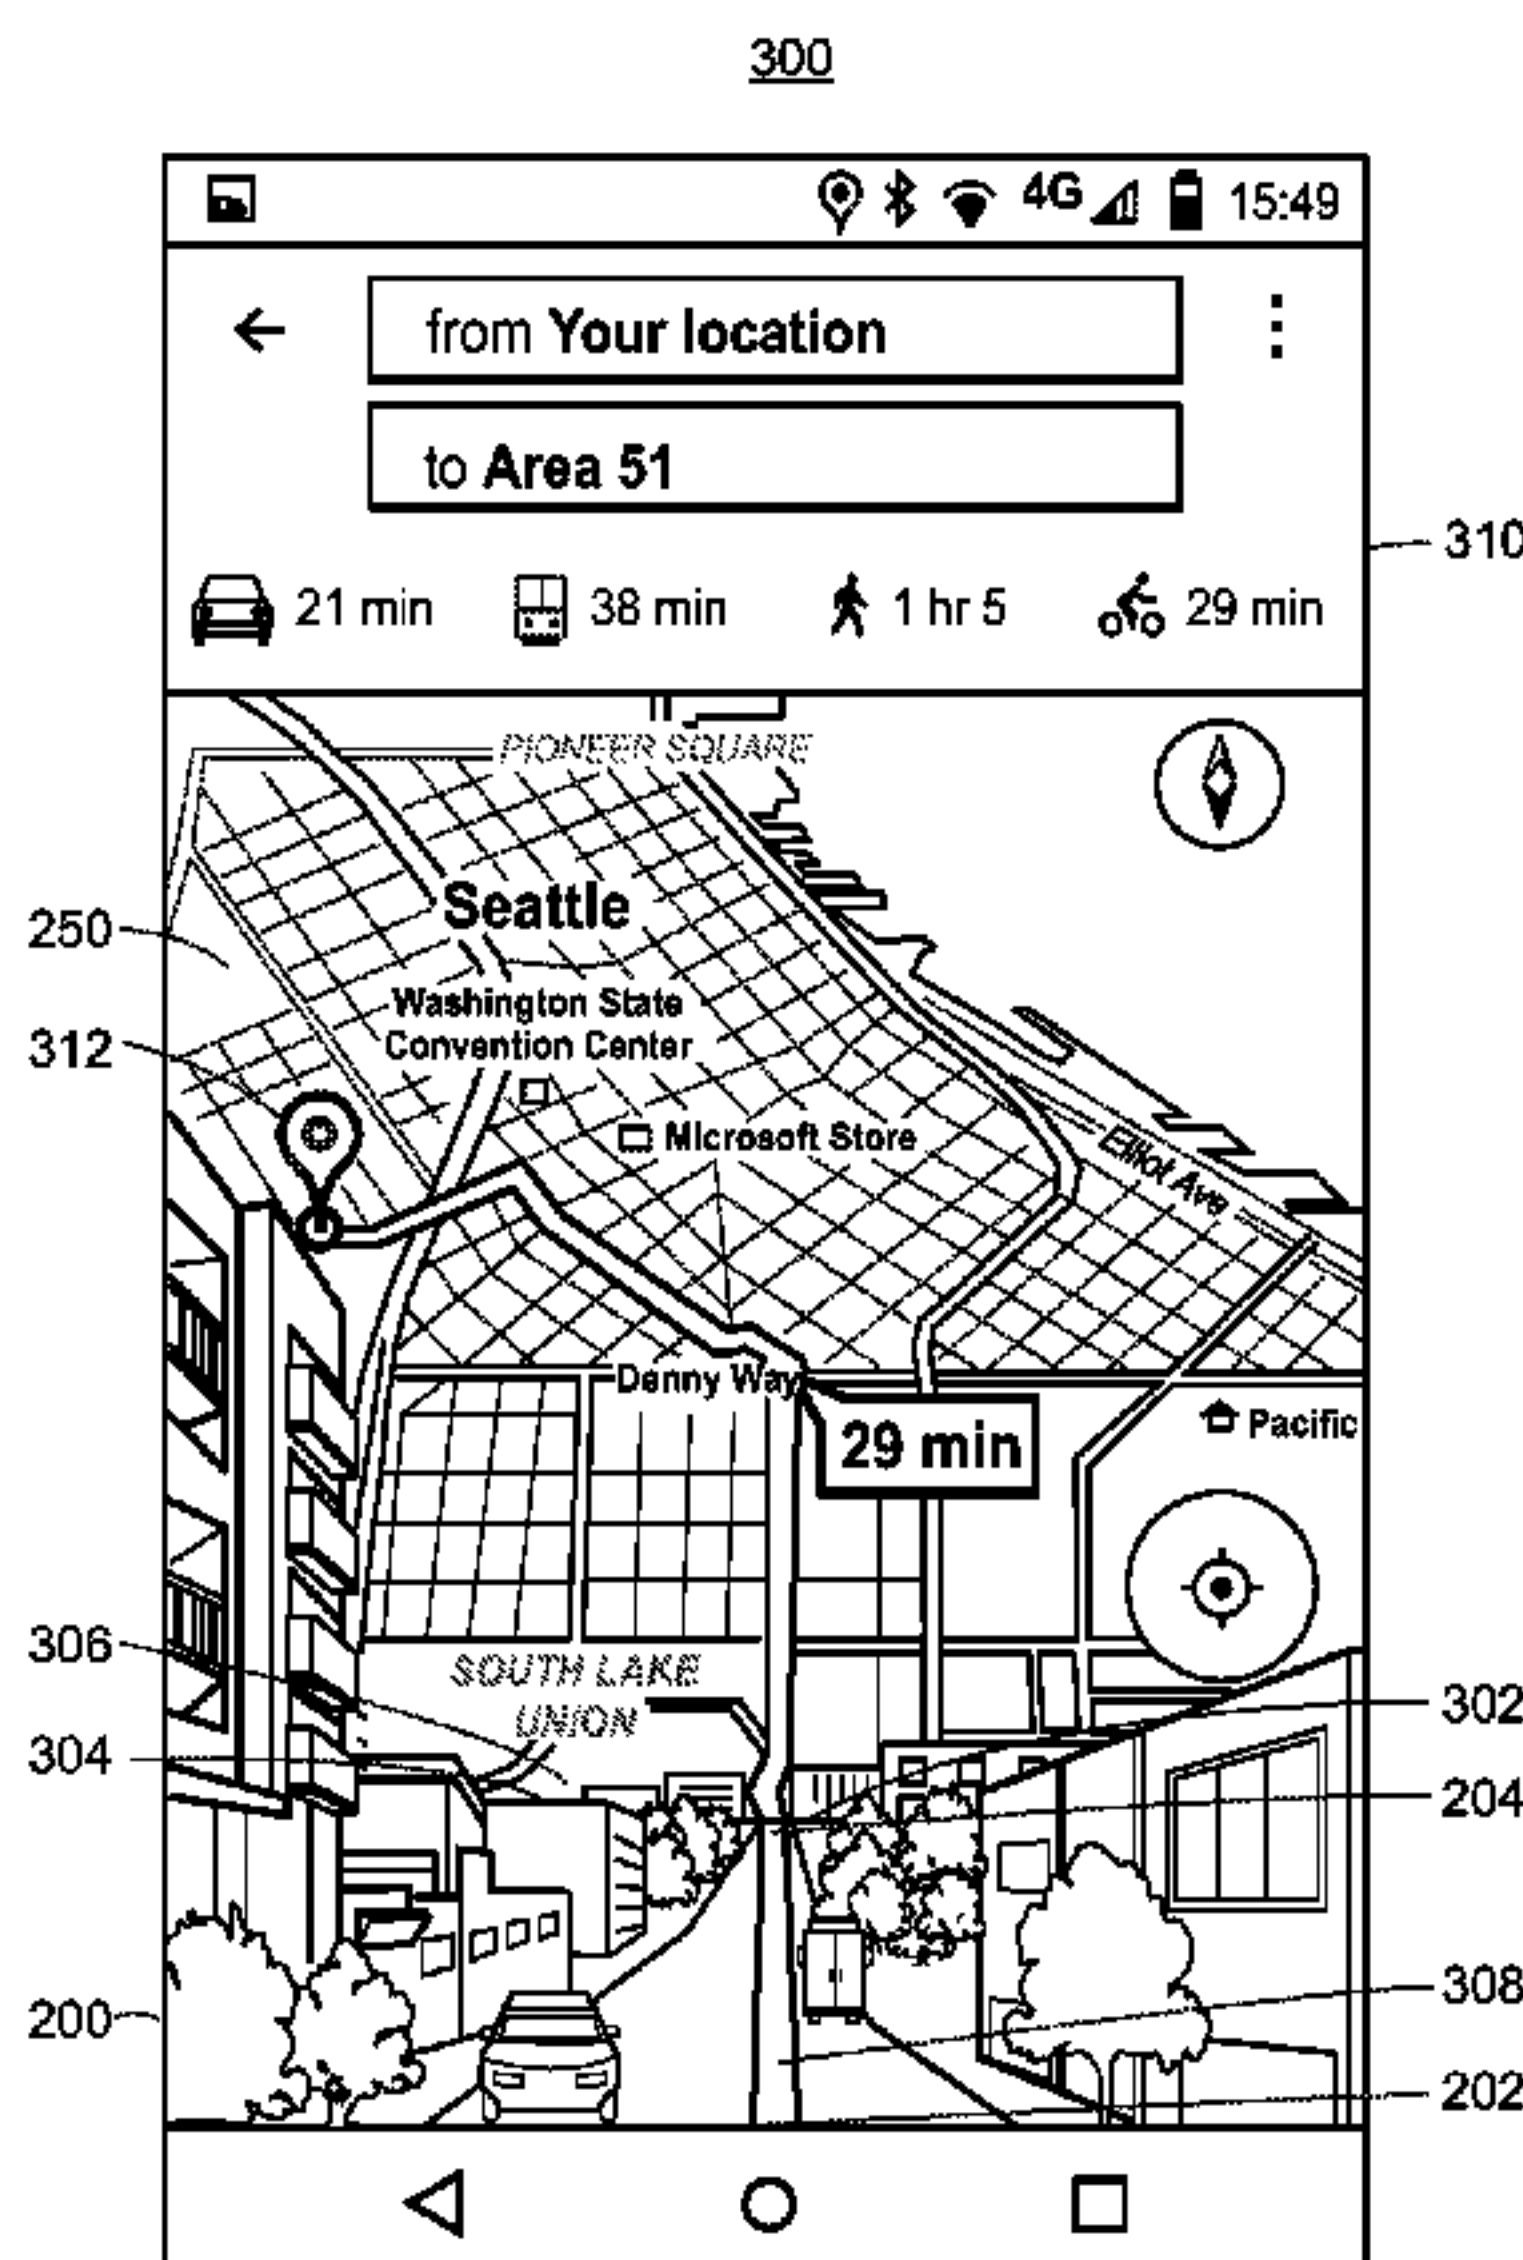 300
4G 15:49
from Your location
to Area 51
310
21 min 38 min 1 hr 5 29 min
PIONEER SQUARE
Seattle
250
Washington State
Convention Center
312
Microsoft Store
Elliot Ave
Denny Way
29 min
Pacific
306
SOUTH LAKE
UNION
302
304
204
308
200
202